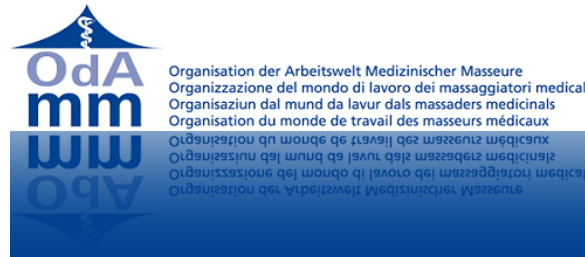 OdA
mm
Organisation der Arbeitswelt Medizinischer Masseure
Organizzazione del mondo di lavoro dei massaggiatori medical
Organisaziun dal mund da lavur dals massaders medicinals
Organisation du monde de travail des masseurs médicaux